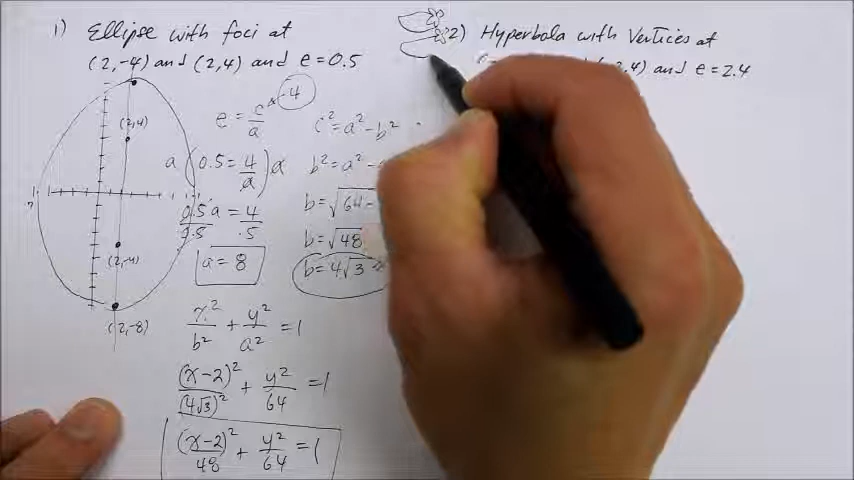 1) Ellipse with foci at
(2,-4) and (2,4) and e = 0.5
(2,4)
(2,-4)
(2,-8)
e = c/a
-4
a (0.5 = 4/a) a
0.5a = 4
.5
a = 8
c² = a² - b²
b² = a² -
b = √64 -
b = √48
b = 4√3
x²/b² + y²/a² = 1
(x-2)²/(4√3)² + y²/64 = 1
(x-2)²/48 + y²/64 = 1
2) Hyperbola with Vertices at
,4) and e = 2.4